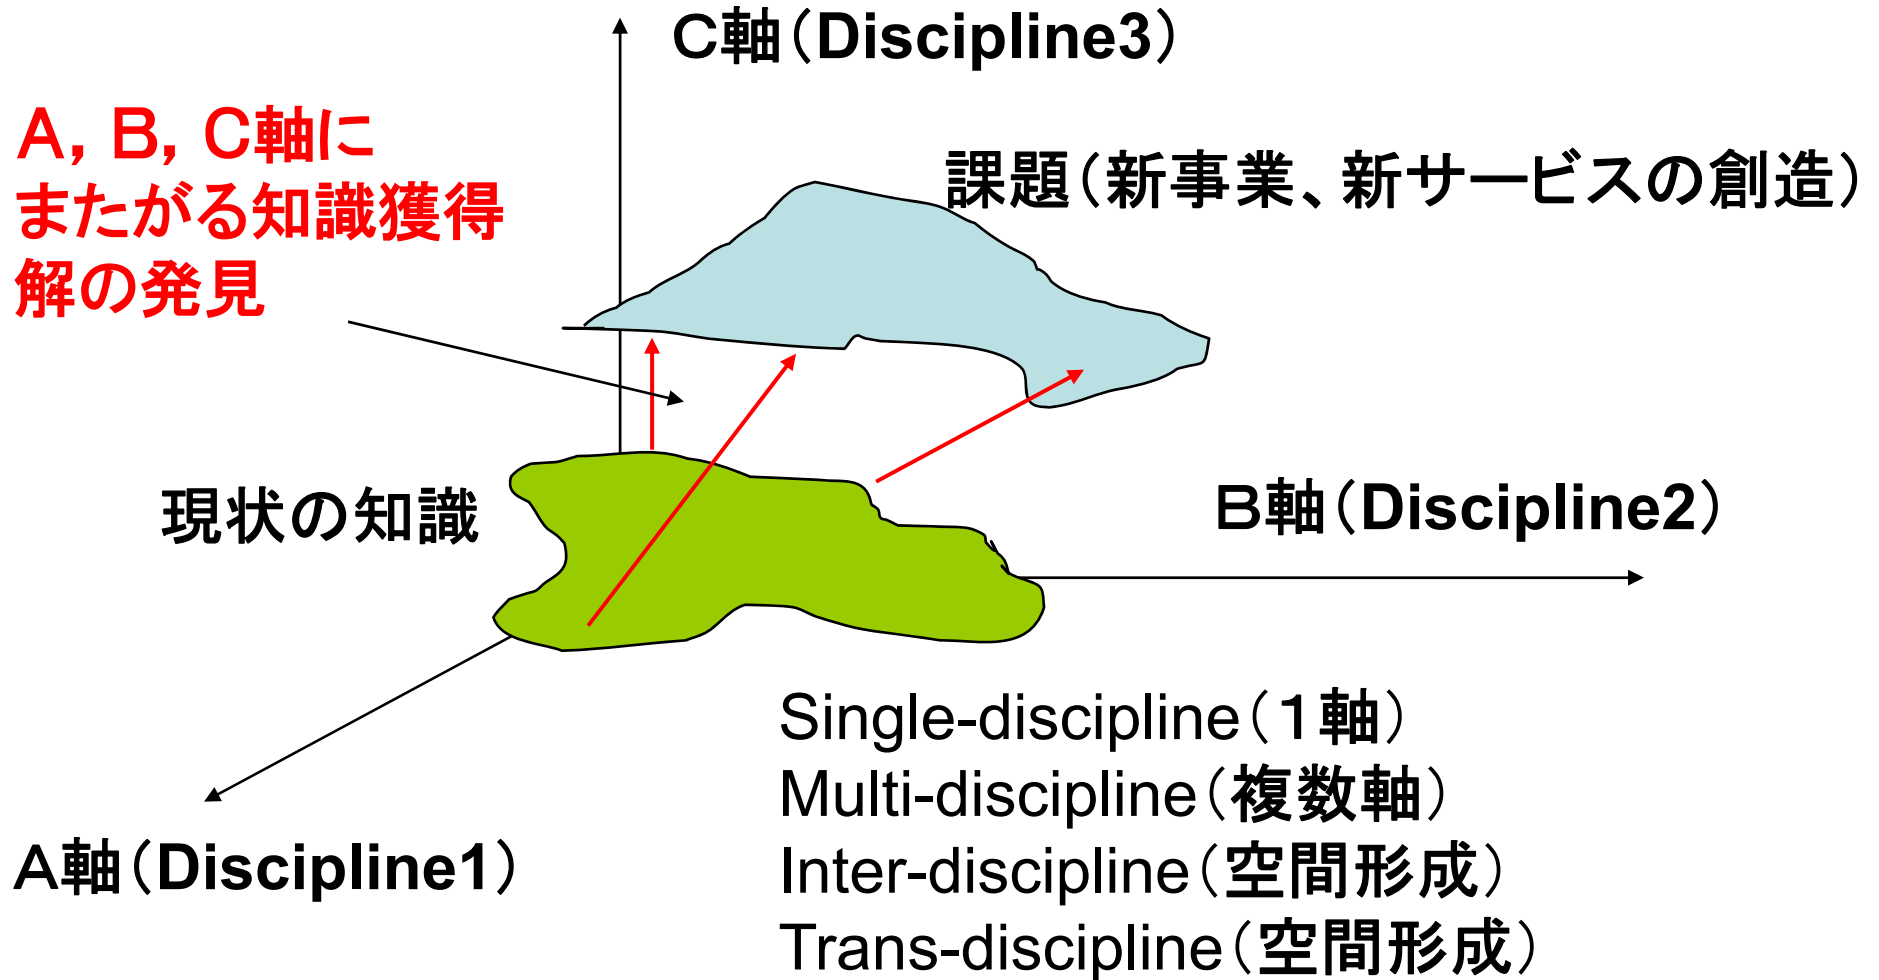 C軸（Discipline3）
A，B，C軸に
またがる知識獲得
解の発見
課題（新事業、新サービスの創造）
現状の知識
B軸（Discipline2）
A軸（Discipline1）
Single-discipline（１軸）
Multi-discipline（複数軸）
Inter-discipline（空間形成）
Trans-discipline（空間形成）